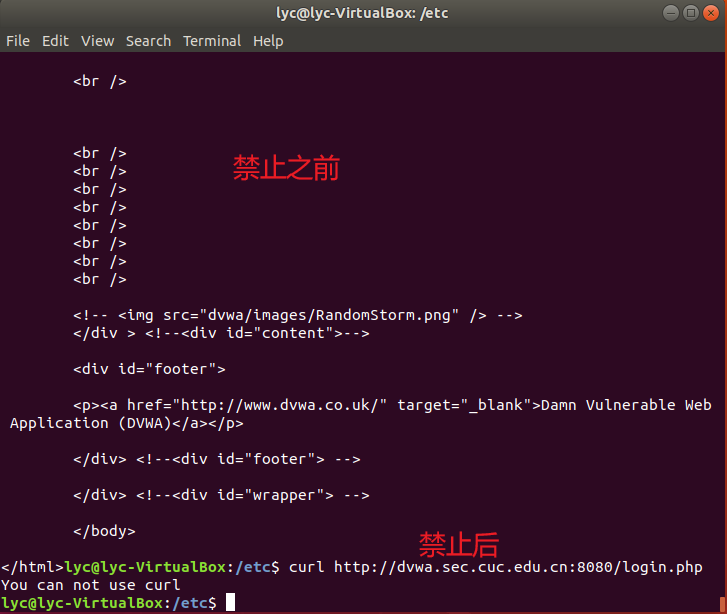 lyc@lyc-VirtualBox: /etc
File Edit View Search Terminal Help
<br />
<br />
禁止之前
<br />
<br />
<br />
<br />
<br />
<br />
<br />
<!-- <img src="dvwa/images/RandomStorm.png" /> -->
</div > <!--<div id="content">-->
<div id="footer">
<p><a href="http://www.dvwa.co.uk/" target="_blank">Damn Vulnerable Web
Application (DVWA)</a></p>
</div> <!--<div id="footer"> -->
</div> <!--<div id="wrapper"> -->
</body>
禁止后
</html>lyc@lyc-VirtualBox:/etc$ curl http://dvwa.sec.cuc.edu.cn:8080/login.php
You can not use curl
lyc@lyc-VirtualBox:/etc$